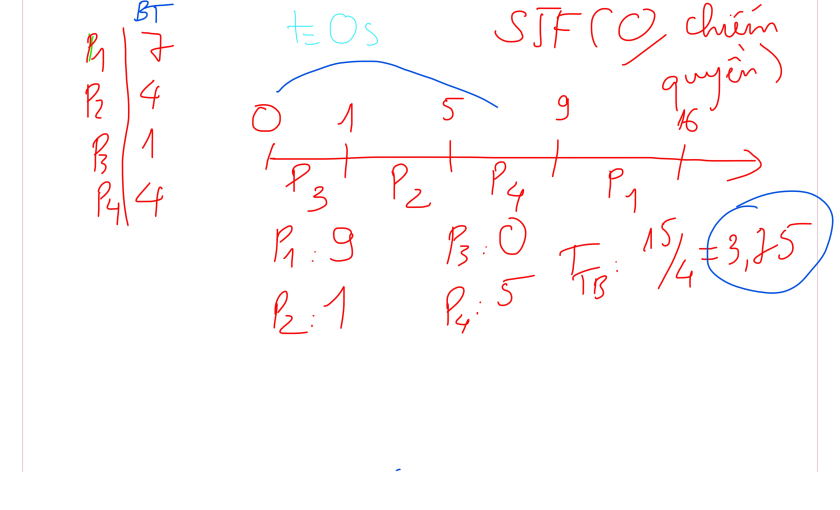 BT
t=0s
SJF (0 chiếm
quyền)
P1 7
P2 4
P3 1
P4 4
0 1 5 9 16
P3 P2 P4 P1
P1: 9 P3: 0
P2: 1 P4: 5
TTB: 15/4 = 3,75